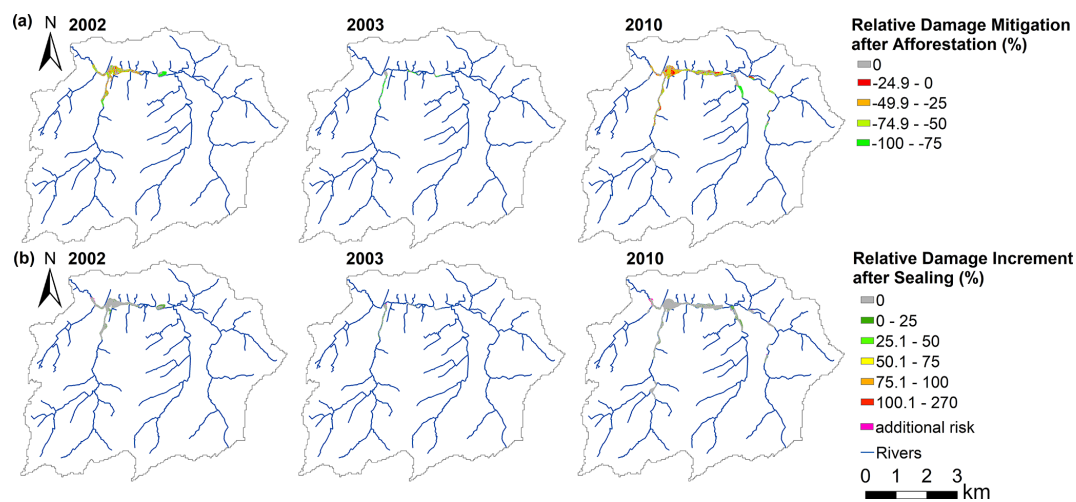 (a)
N
2002
2003
2010
Relative Damage Mitigation
after Afforestation (%)
0
-24.9 - 0
-49.9 - -25
-74.9 - -50
-100 - -75
(b)
N
2002
2003
2010
Relative Damage Increment
after Sealing (%)
0
0 - 25
25.1 - 50
50.1 - 75
75.1 - 100
100.1 - 270
additional risk
Rivers
0 1 2 3
km